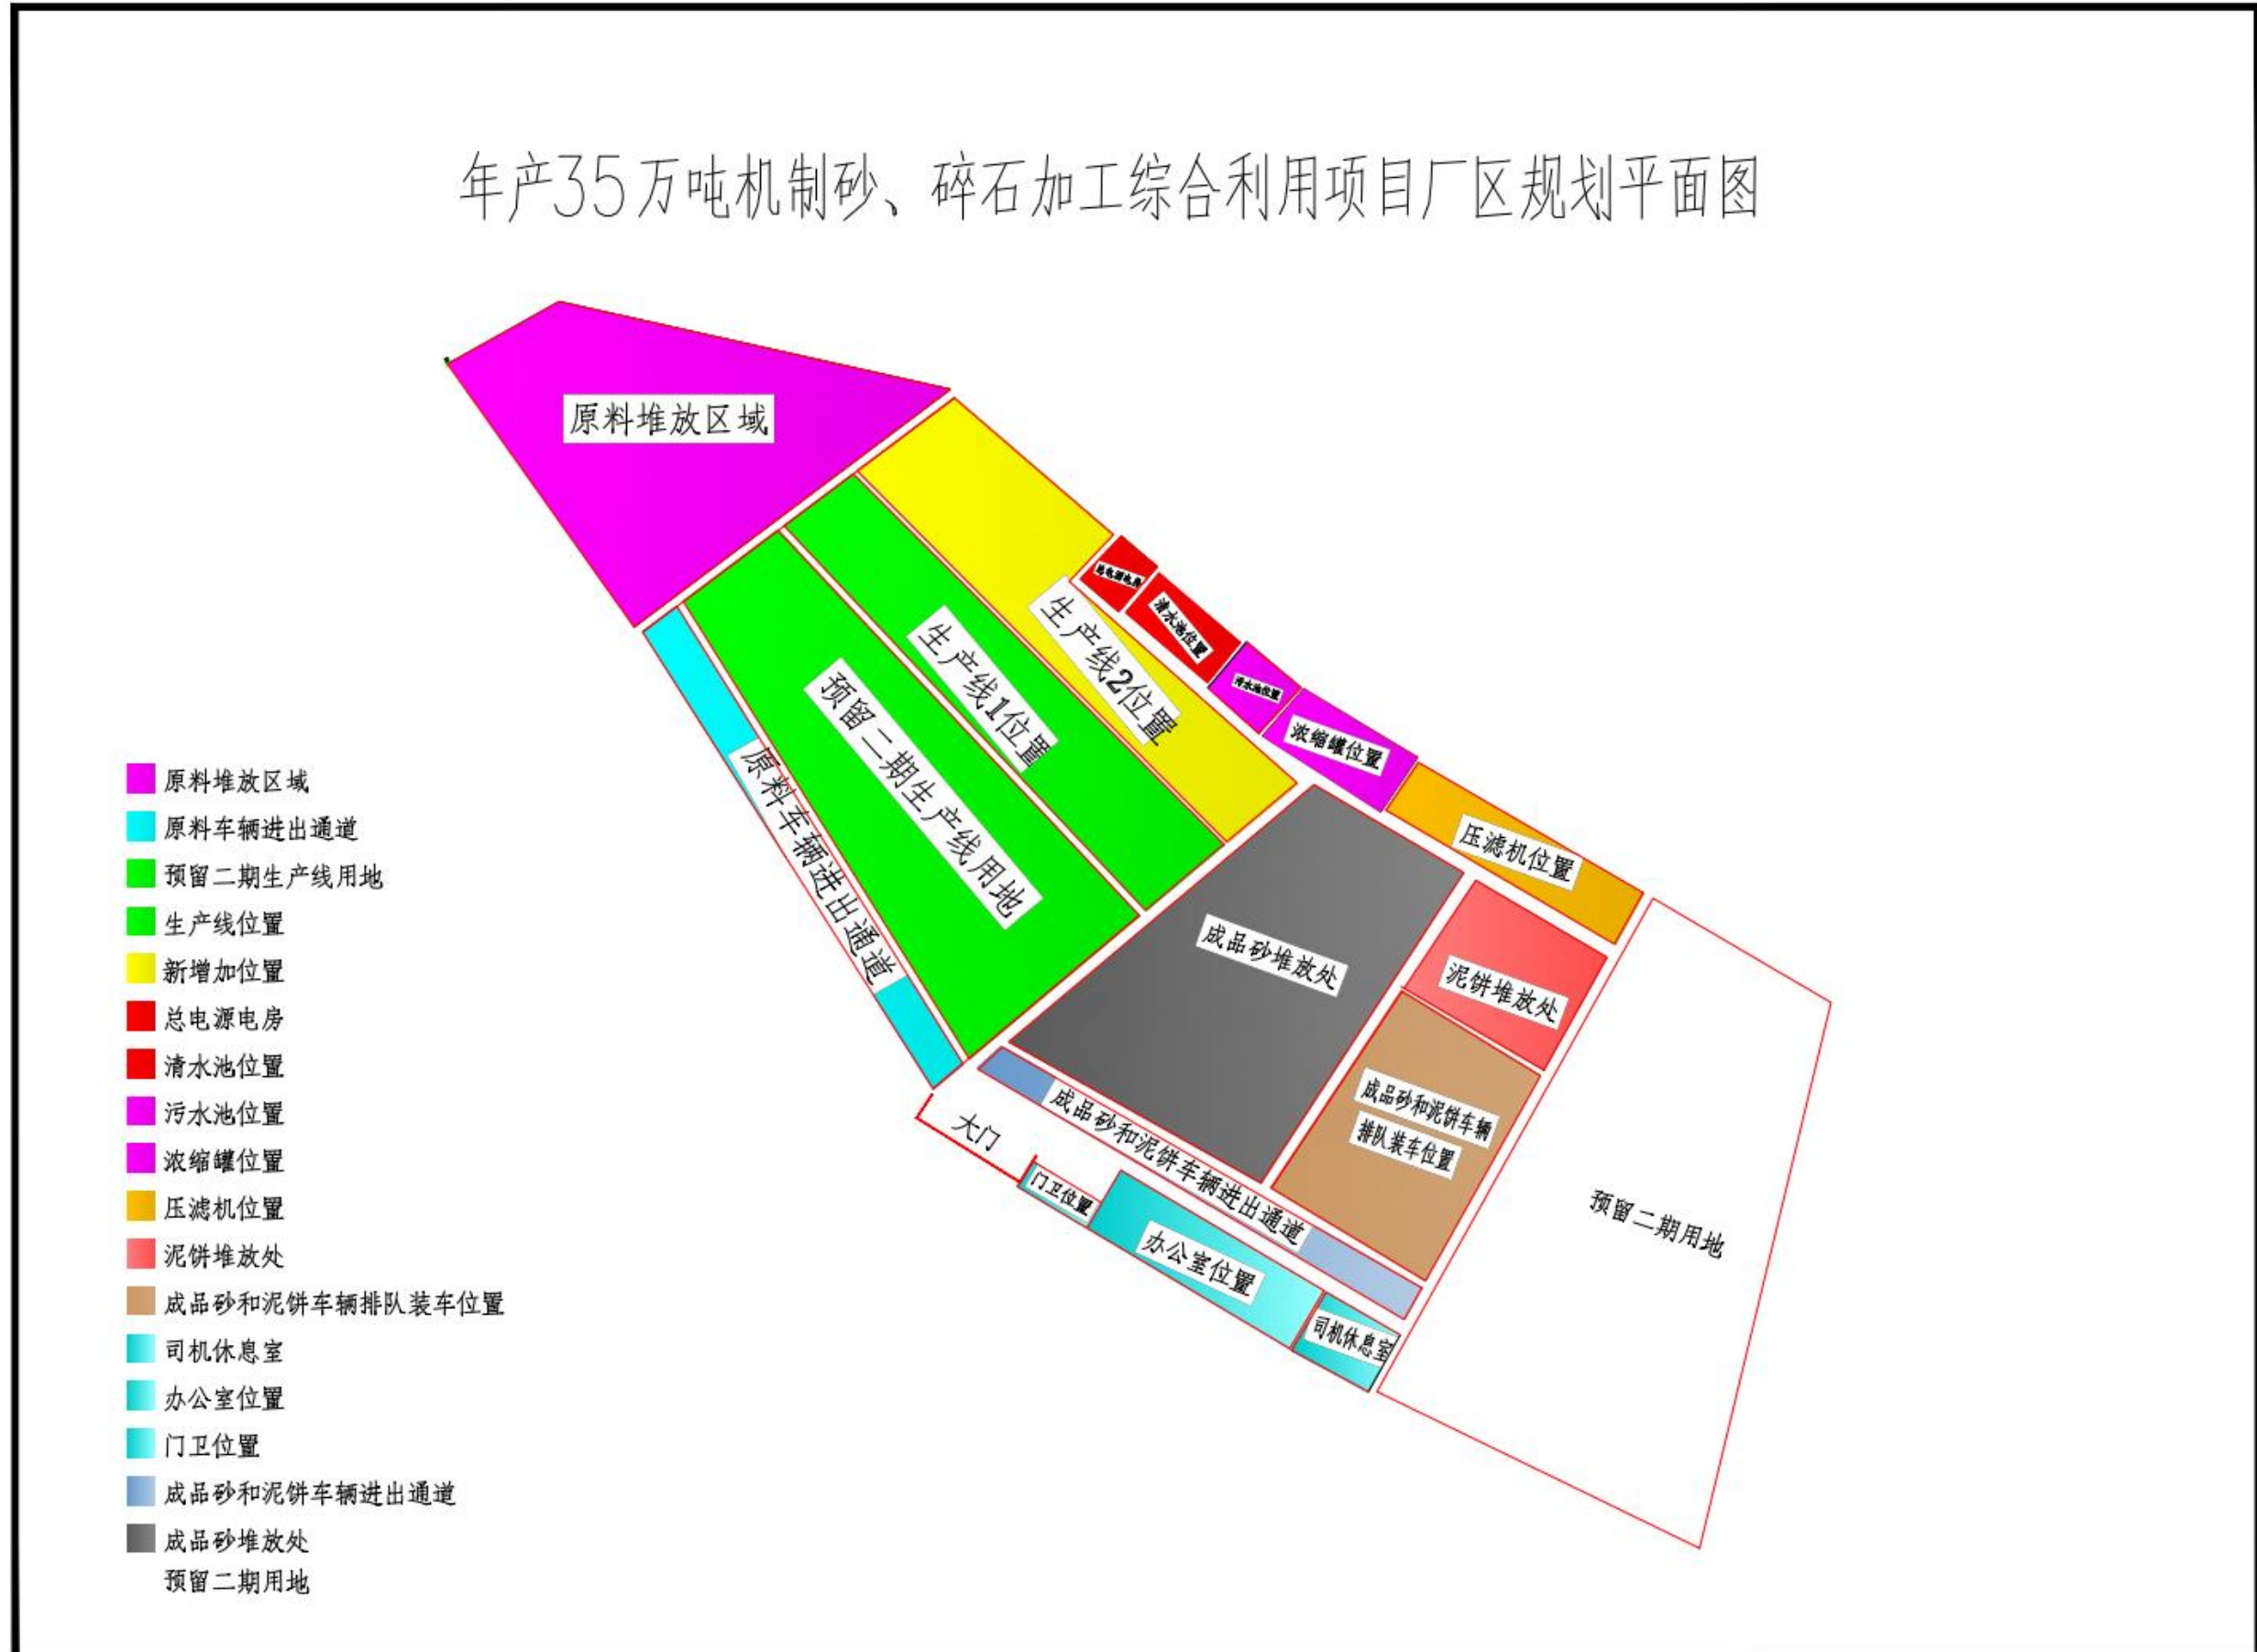 年产35万吨机制砂、碎石加工综合利用项目厂区规划平面图
原料堆放区域
总电源电房
清水池位置
生产线2位置
生产线1位置
污水池位置
预留二期生产线用地
浓缩罐位置
原料车辆进出通道
压滤机位置
成品砂堆放处
泥饼堆放处
成品砂和泥饼车辆
排队装车位置
大门
成品砂和泥饼车辆进出通道
门卫位置
办公室位置
司机休息室
预留二期用地
原料堆放区域
原料车辆进出通道
预留二期生产线用地
生产线位置
新增加位置
总电源电房
清水池位置
污水池位置
浓缩罐位置
压滤机位置
泥饼堆放处
成品砂和泥饼车辆排队装车位置
司机休息室
办公室位置
门卫位置
成品砂和泥饼车辆进出通道
成品砂堆放处
预留二期用地